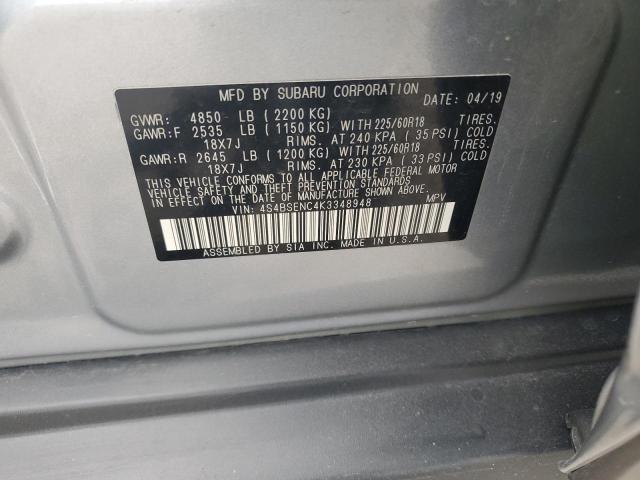 MFD BY SUBARU CORPORATION
DATE: 04/19
GVWR: 4850 LB (2200 KG)
GAWR:F 2535 LB (1150 KG) WITH 225/60R18 TIRES.
18X7J RIMS. AT 240 KPA (35 PSI) COLD
GAWR:R 2645 LB (1200 KG) WITH 225/60R18 TIRES.
18X7J RIMS. AT 230 KPA (33 PSI) COLD
THIS VEHICLE CONFORMS TO ALL APPLICABLE FEDERAL MOTOR
VEHICLE SAFETY AND BUMPER AND THEFT PREVENTION STANDARDS
IN EFFECT ON THE DATE OF MANUFACTURE SHOWN ABOVE.
VIN: 4S4BSENC4K3348948 MPV
ASSEMBLED BY SIA INC. MADE IN U.S.A.